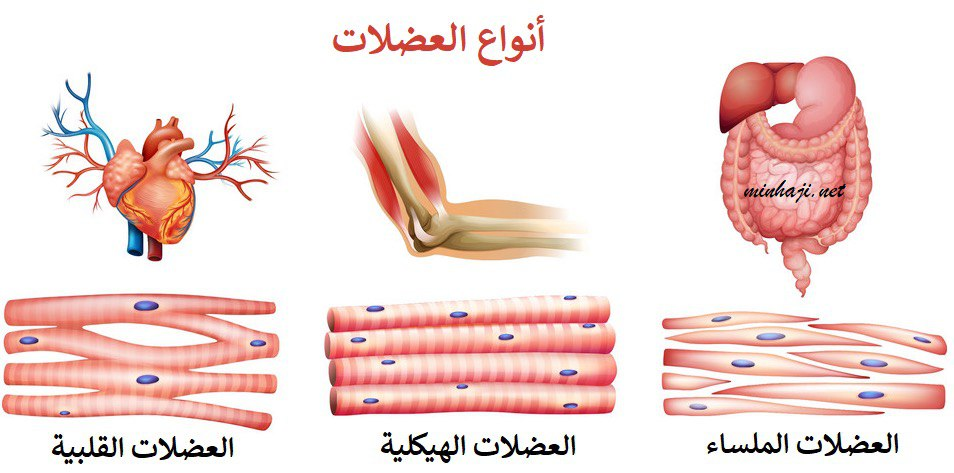 أنواع العضلات
minhaji.net
العضلات الملساء
العضلات الهيكلية
العضلات القلبية